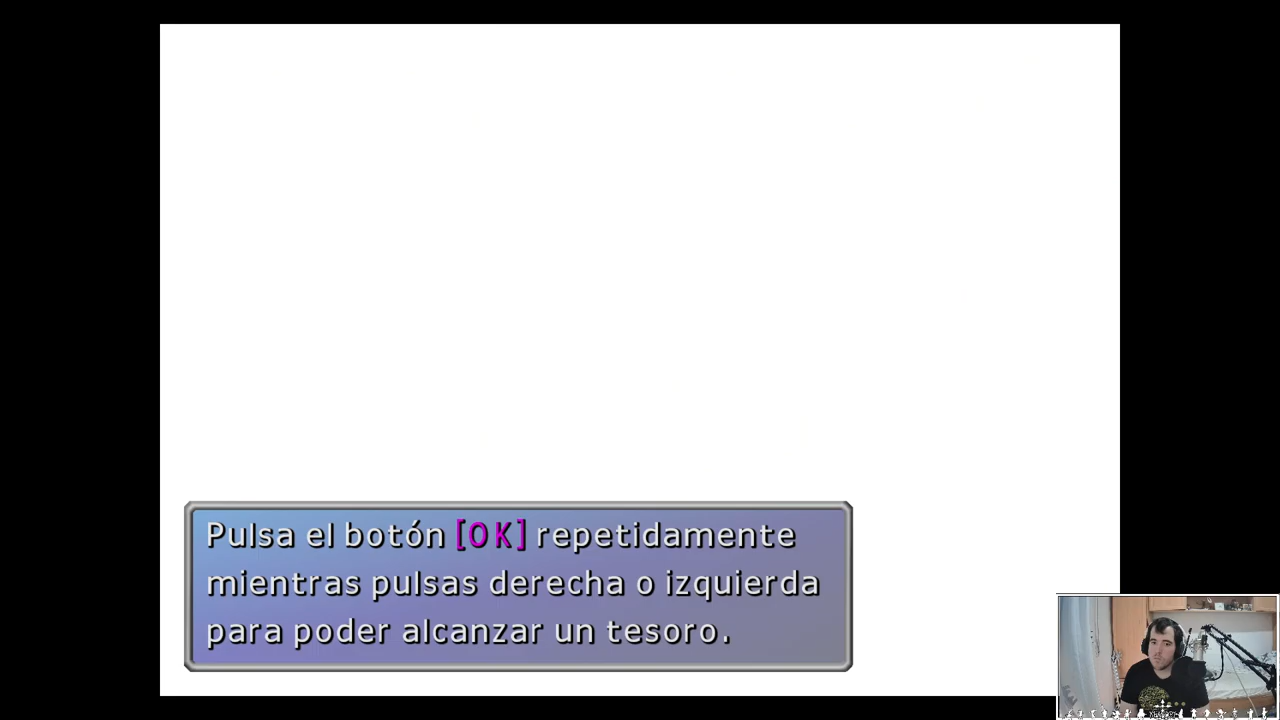 Pulsa el botón [OK] repetidamente
mientras pulsas derecha o izquierda
para poder alcanzar un tesoro.